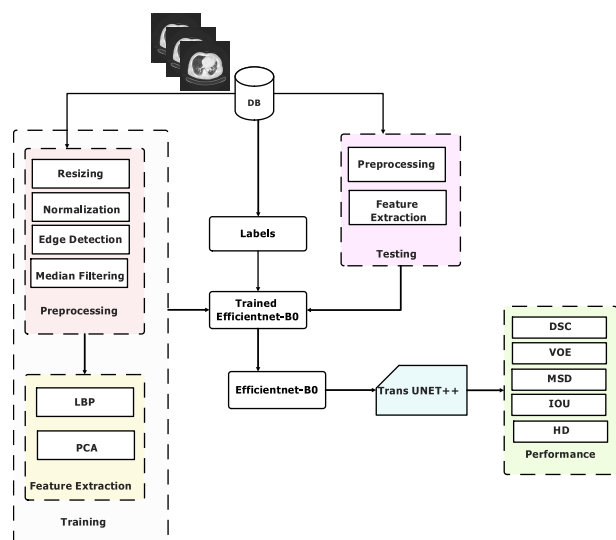 DB
Resizing
Normalization
Edge Detection
Median Filtering
Preprocessing
LBP
PCA
Feature Extraction
Training
Labels
Trained
Efficientnet-B0
Efficientnet-B0
Preprocessing
Feature
Extraction
Testing
Trans UNET++
DSC
VOE
MSD
IOU
HD
Performance